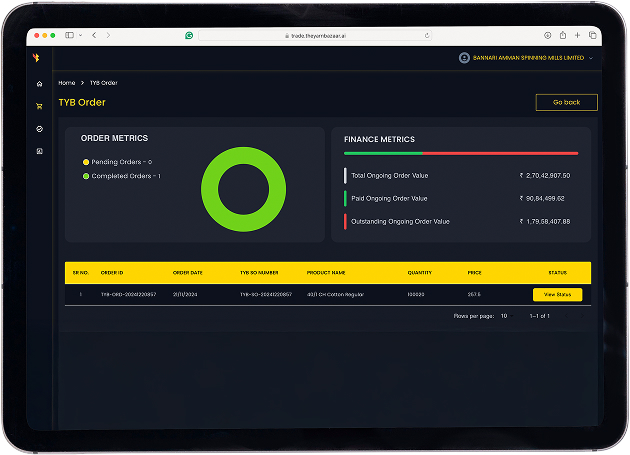 trade.theyarnbazaar.ai
BANNARI AMMAN SPINNING MILLS LIMITED
Home > TYB Order
TYB Order
Go back
ORDER METRICS
Pending Orders - 0
Completed Orders - 1
FINANCE METRICS
Total Ongoing Order Value ₹ 2,70,42,907.50
Paid Ongoing Order Value ₹ 90,84,499.62
Outstanding Ongoing Order Value ₹ 1,79,58,407.88
SR NO. ORDER ID ORDER DATE TYB SO NUMBER PRODUCT NAME QUANTITY PRICE STATUS
1 TYB-ORD-20241220857 21/11/2024 TYB-SO-20241220857 40/1 CH Cotton Regular 100020 257.5 View Status
Rows per page: 10 1-1 of 1